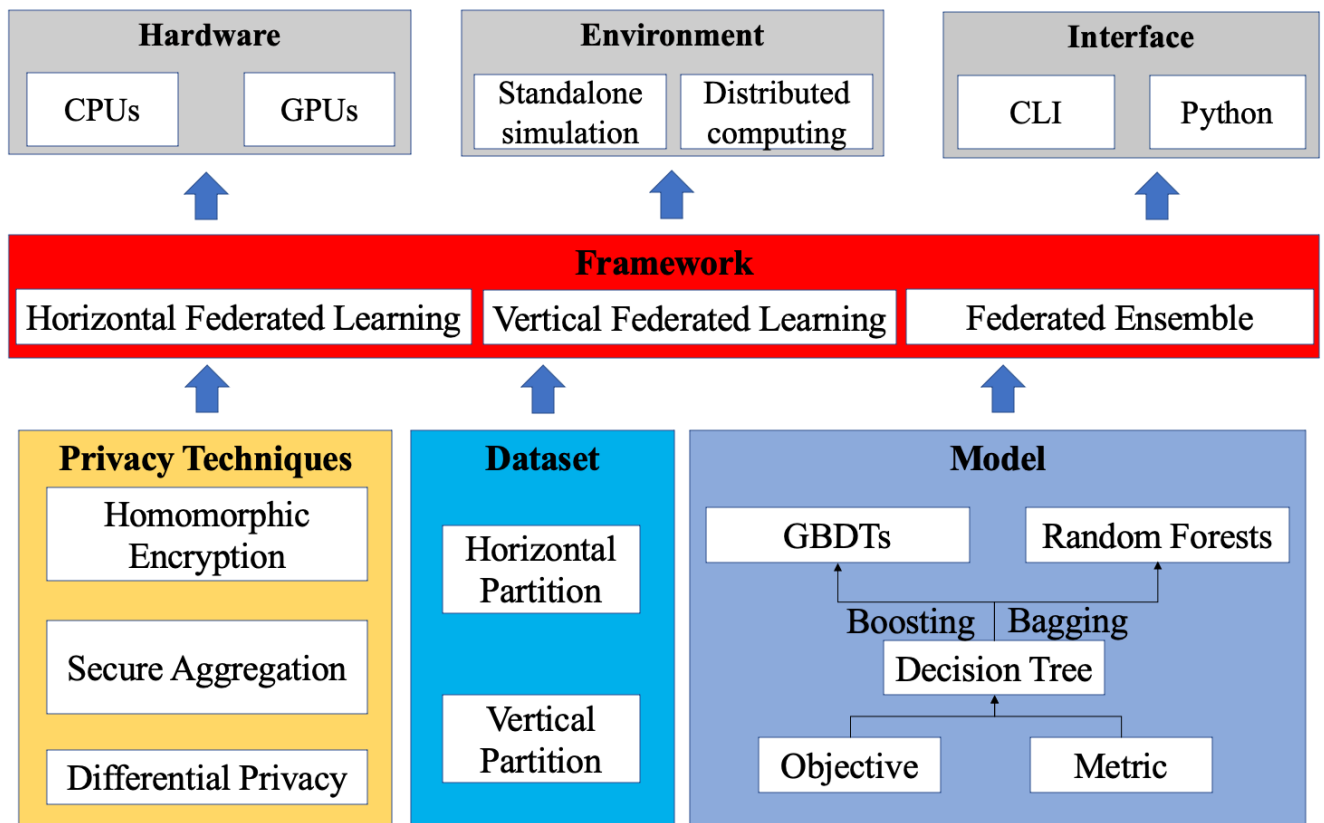 Hardware
CPUs
GPUs
Environment
Standalone
simulation
Distributed
computing
Interface
CLI
Python
Framework
Horizontal Federated Learning
Vertical Federated Learning
Federated Ensemble
Privacy Techniques
Homomorphic
Encryption
Secure Aggregation
Differential Privacy
Dataset
Horizontal
Partition
Vertical
Partition
Model
GBDTs
Random Forests
Boosting
Bagging
Decision Tree
Objective
Metric